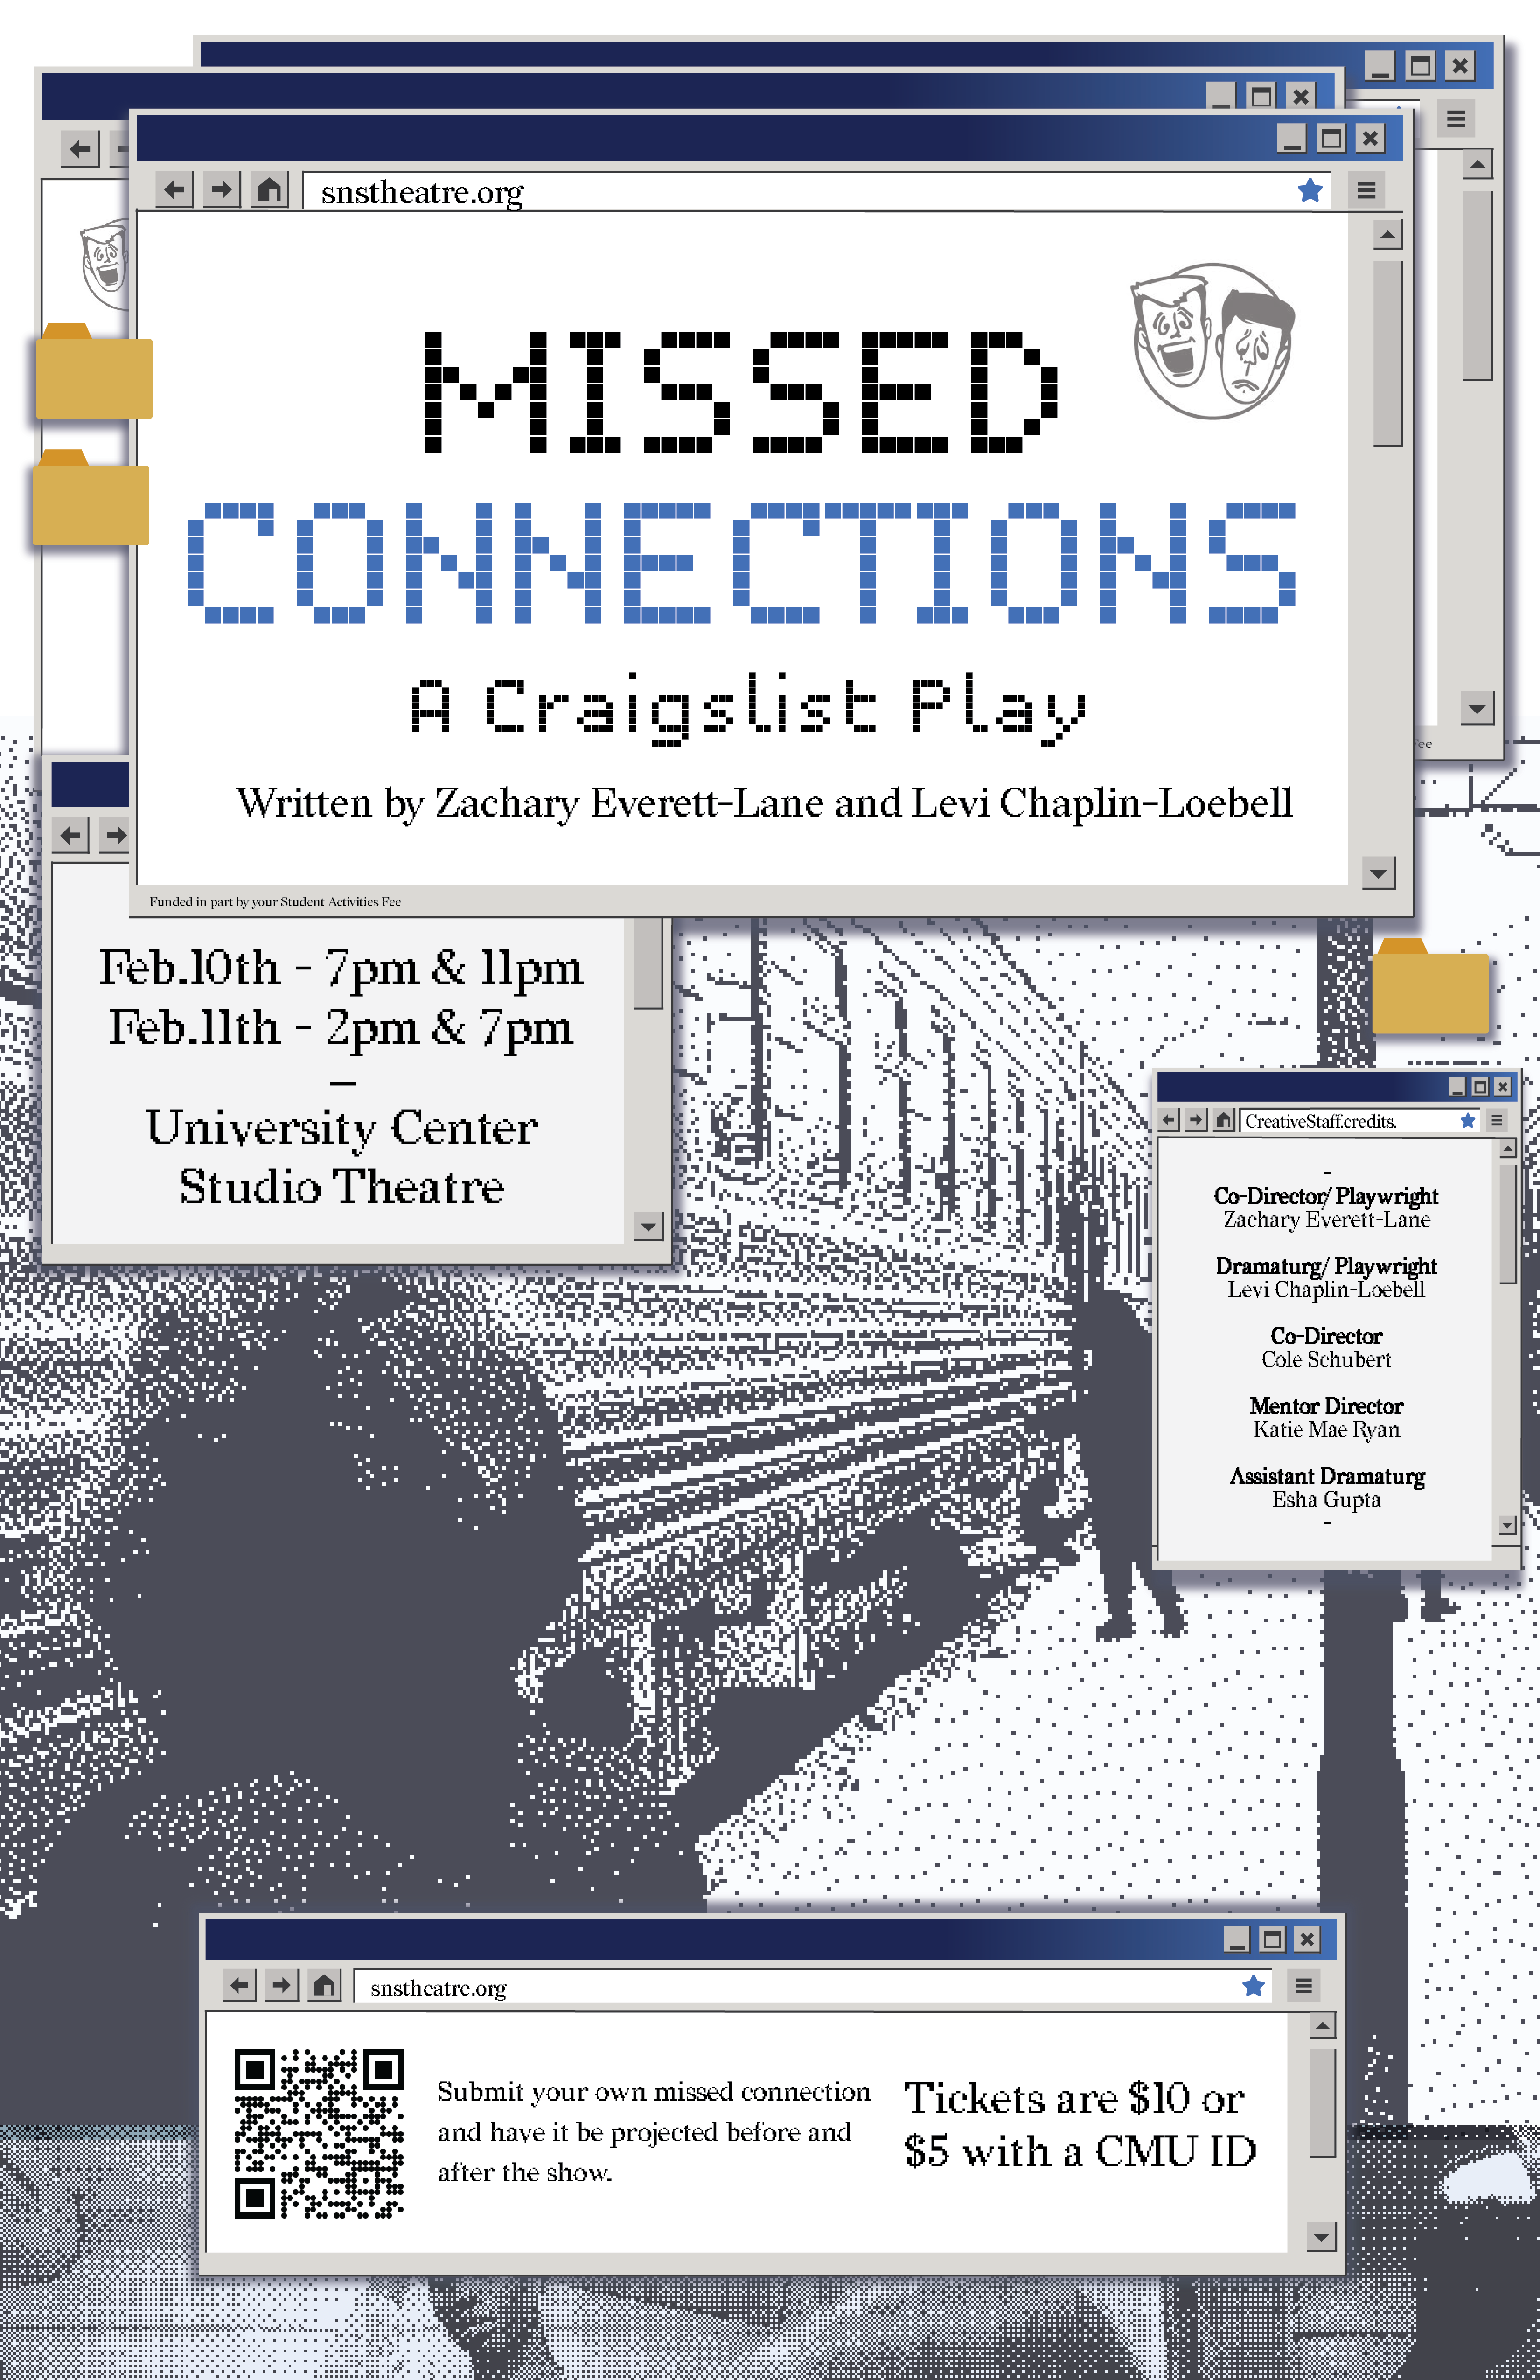 snstheatre.org
MISSED
CONNECTIONS
A Craigslist Play
Written by Zachary Everett-Lane and Levi Chaplin-Loebell
Fee
Funded in part by your Student Activities Fee
Feb.10th - 7pm & 11pm
Feb.11th - 2pm & 7pm
–
University Center
Studio Theatre
CreativeStaff.credits.
-
Co-Director/ Playwright
Zachary Everett-Lane
Dramaturg/ Playwright
Levi Chaplin-Loebell
Co-Director
Cole Schubert
Mentor Director
Katie Mae Ryan
Assistant Dramaturg
Esha Gupta
-
snstheatre.org
Submit your own missed connection
and have it be projected before and
after the show.
Tickets are $10 or
$5 with a CMU ID